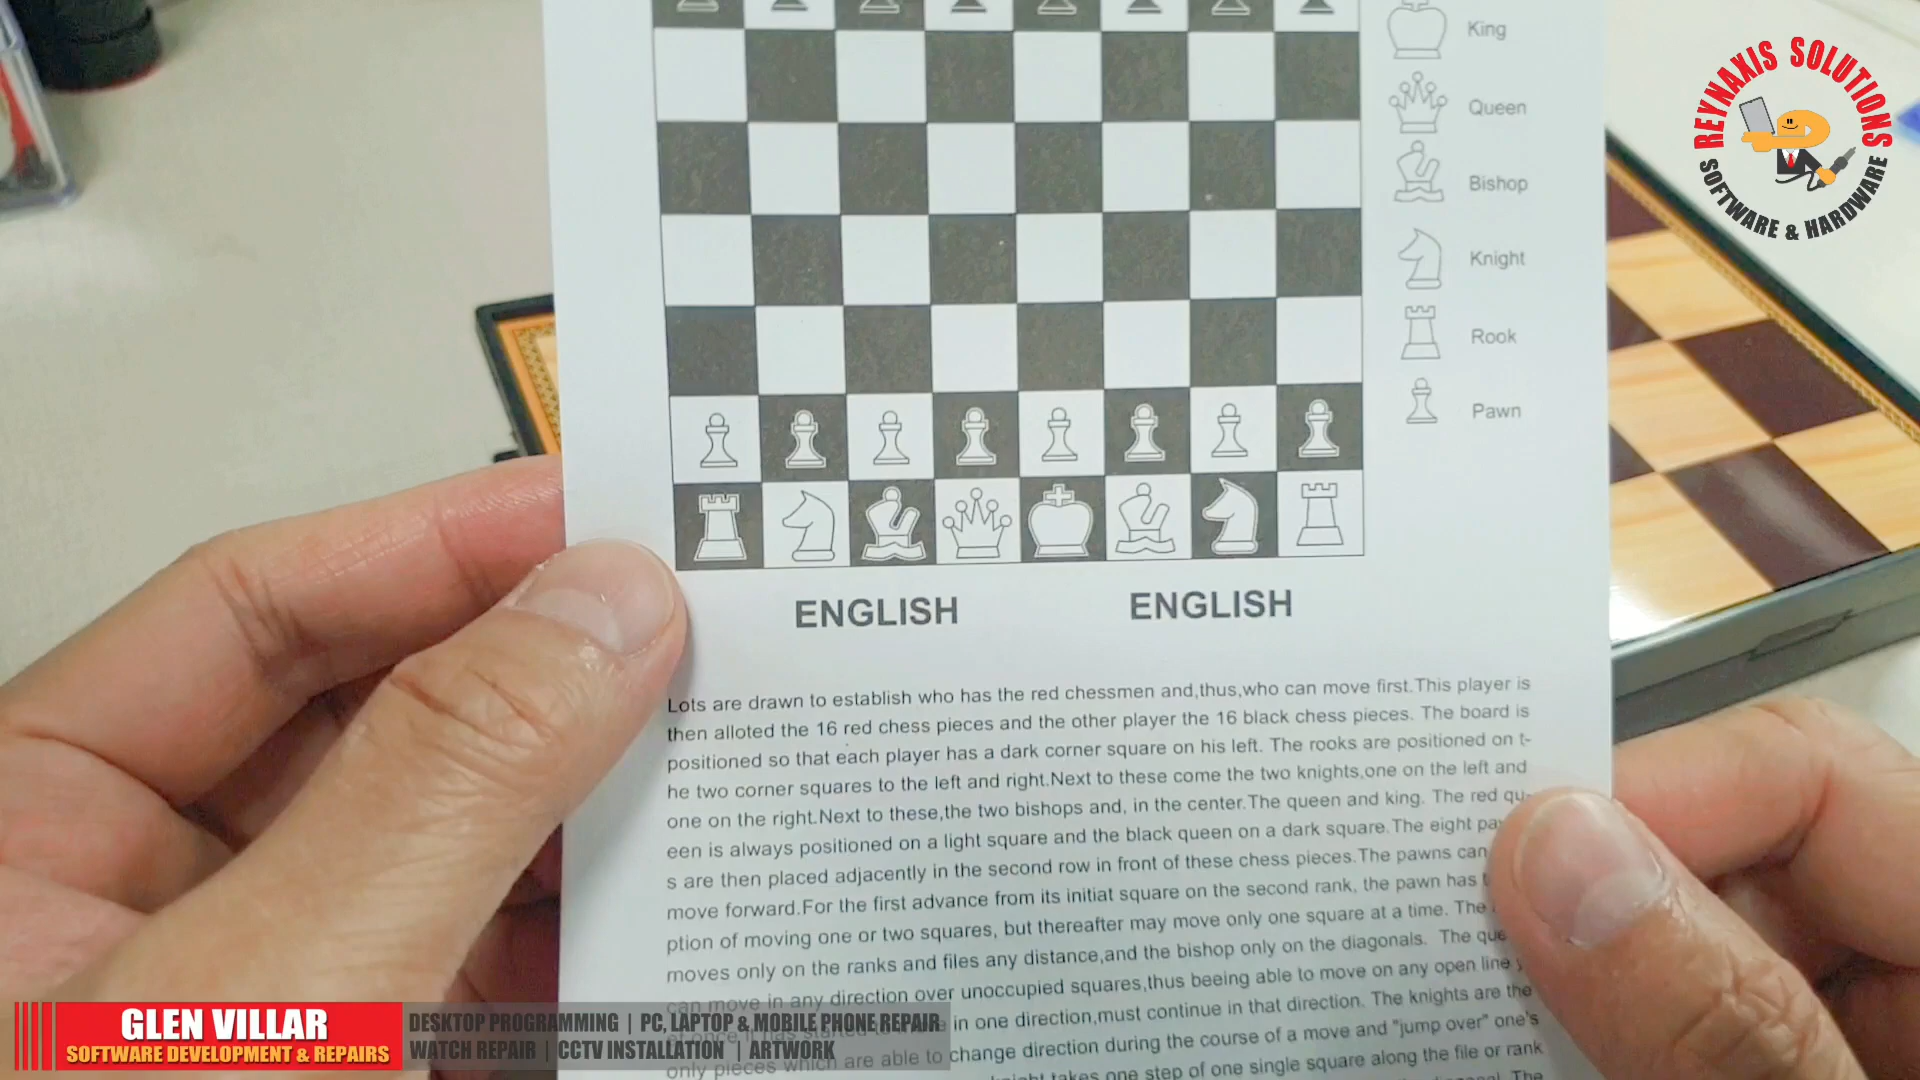 King
Queen
Bishop
Knight
Rook
Pawn
REYNAXIS SOLUTIONS
SOFTWARE & HARDWARE
ENGLISH ENGLISH
Lots are drawn to establish who has the red chessmen and,thus,who can move first.This player is
then alloted the 16 red chess pieces and the other player the 16 black chess pieces. The board is
positioned so that each player has a dark corner square on his left. The rooks are positioned on t-
he two corner squares to the left and right.Next to these come the two knights,one on the left and
one on the right.Next to these,the two bishops and, in the center.The queen and king. The red qu-
een is always positioned on a light square and the black queen on a dark square.The eight
s are then placed adjacently in the second row in front of these chess pieces.The pawns can
move forward.For the first advance from its initiat square on the second rank, the pawn has
ption of moving one or two squares, but thereafter may move only one square at a time. The
moves only on the ranks and files any distance,and the bishop only on the diagonals. The
can move in any direction over unoccupied squares,thus beeing able to move on any open line
in one direction,must continue in that direction. The knights are the
only pieces which are able to change direction during the course of a move and "jump over" one's
takes one step of one single square along the file or rank
The
GLEN VILLAR
SOFTWARE DEVELOPMENT & REPAIRS
DESKTOP PROGRAMMING | PC, LAPTOP & MOBILE PHONE REPAIR
WATCH REPAIR | CCTV INSTALLATION | ARTWORK